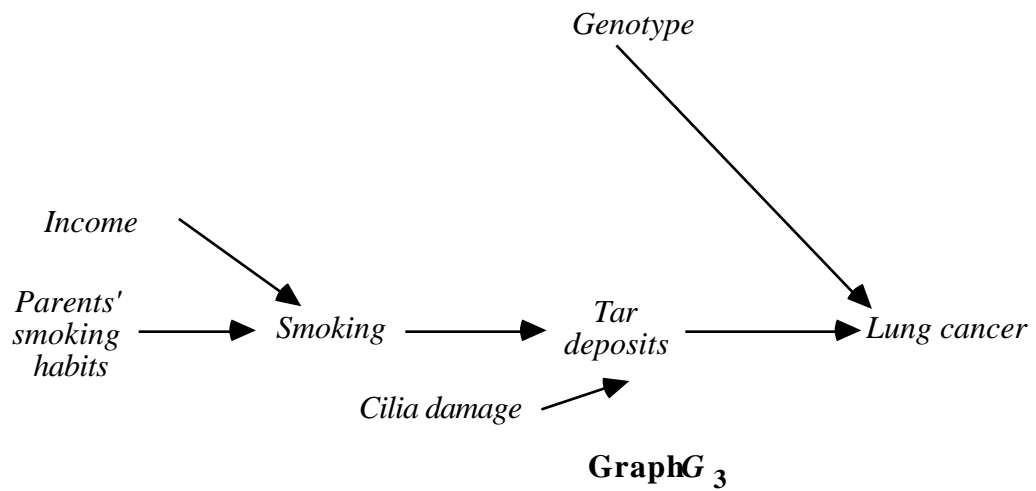 Genotype
Income
Parents'
smoking
habits
Smoking
Tar
deposits
Lung cancer
Cilia damage
GraphG 3